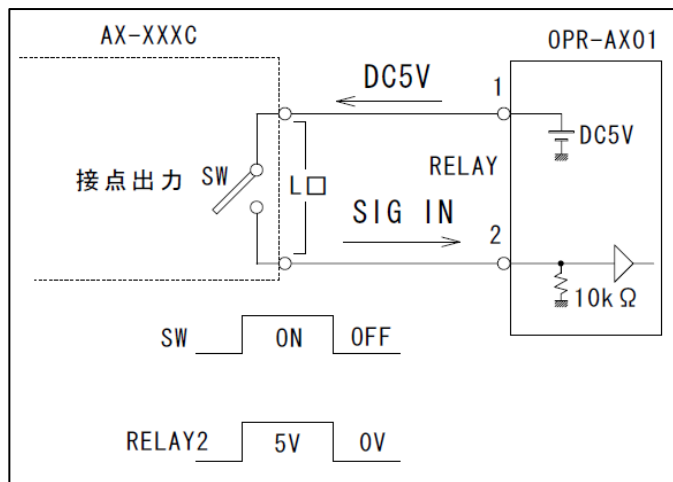 AX-XXXC
OPR-AX01
DC5V
1
DC5V
RELAY
接点出力
SW
L□
SIG IN
2
10kΩ
SW
ON
OFF
RELAY2
5V
0V